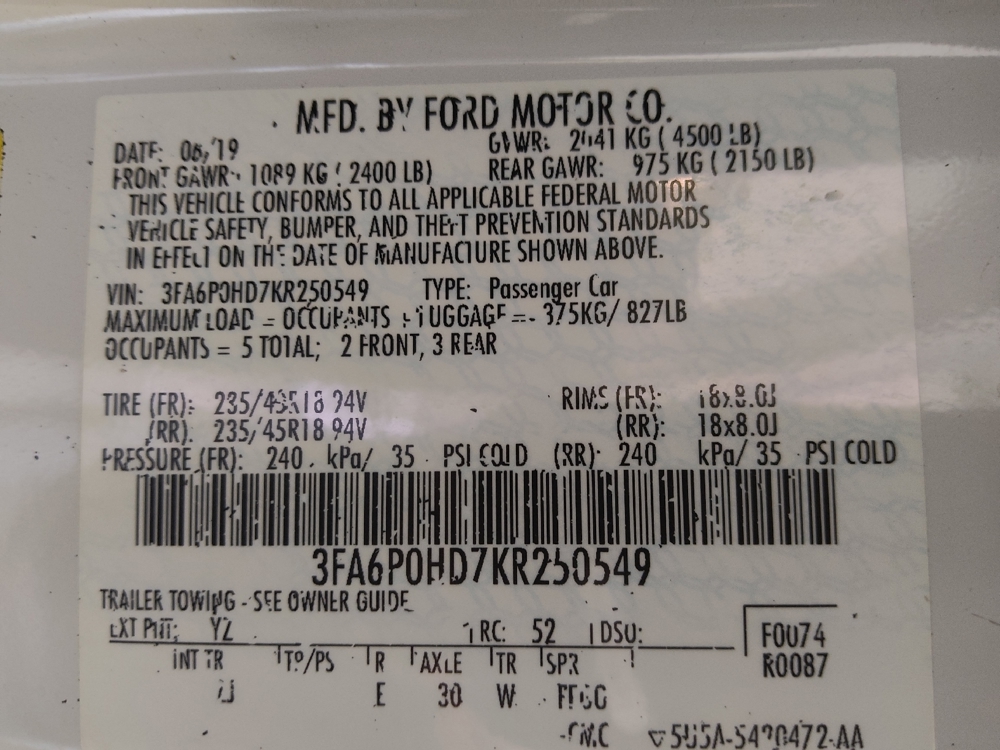 MFD. BY FORD MOTOR CO.
DATE: 06/19 GVWR: 2041 KG ( 4500 LB)
FRONT GAWR: 1089 KG ( 2400 LB) REAR GAWR: 975 KG ( 2150 LB)
THIS VEHICLE CONFORMS TO ALL APPLICABLE FEDERAL MOTOR
VEHICLE SAFETY, BUMPER, AND THEFT PREVENTION STANDARDS
IN EFFECT ON THE DATE OF MANUFACTURE SHOWN ABOVE.
VIN: 3FA6P0HD7KR250549 TYPE: Passenger Car
MAXIMUM LOAD = OCCUPANTS + LUGGAGE = 375KG/ 827LB
OCCUPANTS = 5 TOTAL; 2 FRONT, 3 REAR
TIRE (FR): 235/45R18 94V RIMS (FR): 18x8.0J
(RR): 235/45R18 94V (RR): 18x8.0J
PRESSURE (FR): 240 kPa/ 35 PSI COLD (RR): 240 kPa/ 35 PSI COLD
3FA6P0HD7KR250549
TRAILER TOWING - SEE OWNER GUIDE
EXT PNT: YZ RC: 52 DSO: F0074
INT TR TP/PS R AXLE TR SPR R0087
E 30 W